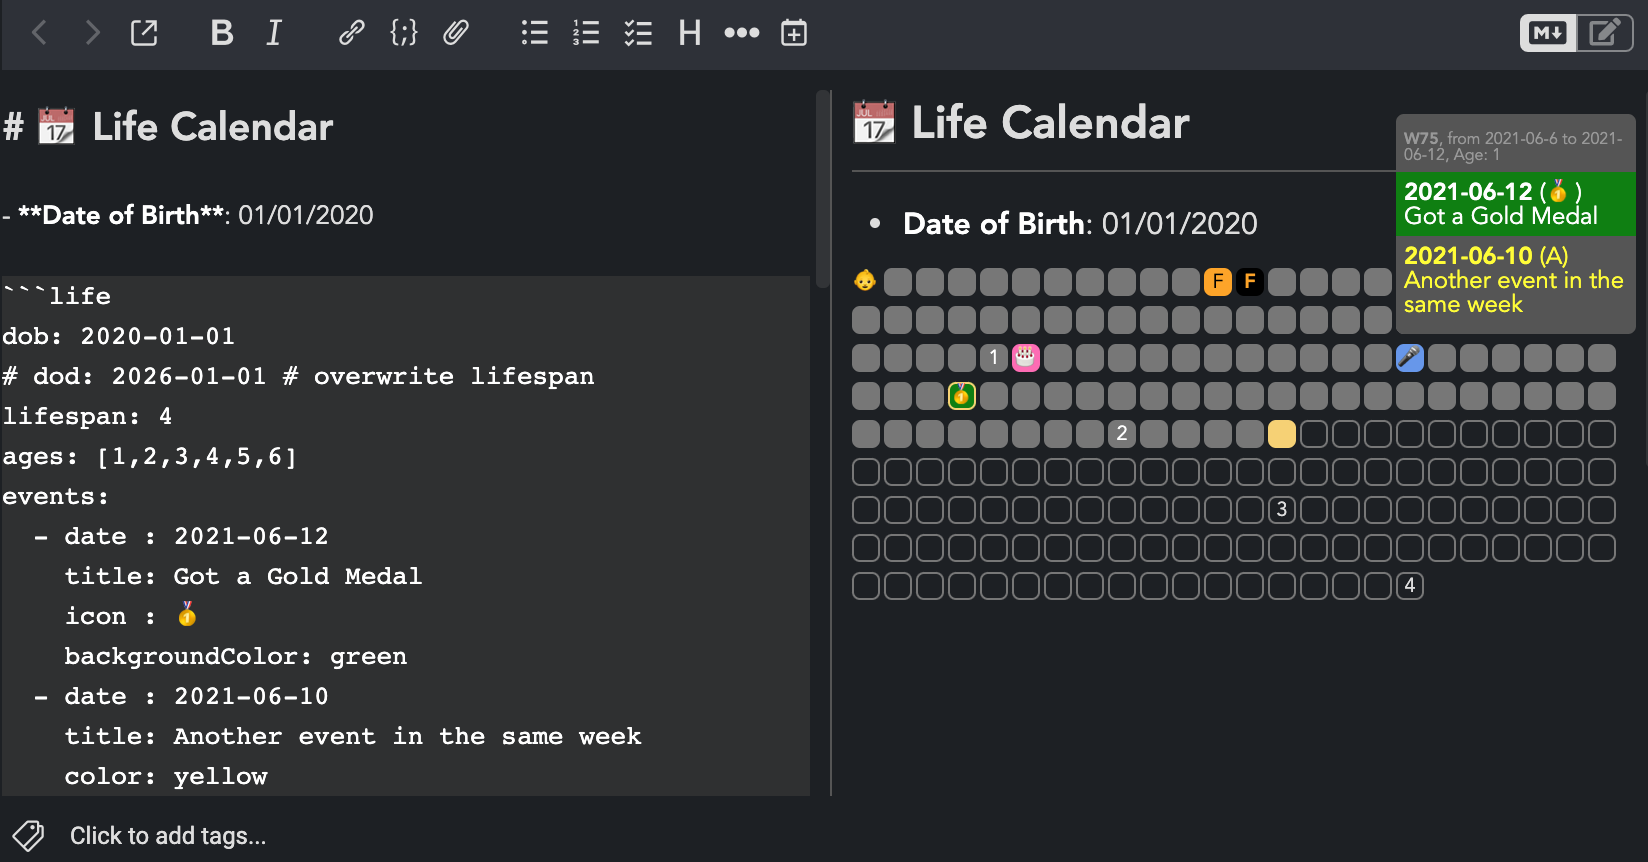 # 📅 Life Calendar
- **Date of Birth**: 01/01/2020
```life
dob: 2020-01-01
# dod: 2026-01-01 # overwrite lifespan
lifespan: 4
ages: [1,2,3,4,5,6]
events:
- date : 2021-06-12
title: Got a Gold Medal
icon : 🥇
backgroundColor: green
- date : 2021-06-10
title: Another event in the same week
color: yellow
Click to add tags...
📅 Life Calendar
• Date of Birth: 01/01/2020
W75, from 2021-06-6 to 2021-
06-12, Age: 1
2021-06-12 (🥇 )
Got a Gold Medal
2021-06-10 (A)
Another event in the
same week
F F
1
2
3
4
B I {;} H M↓